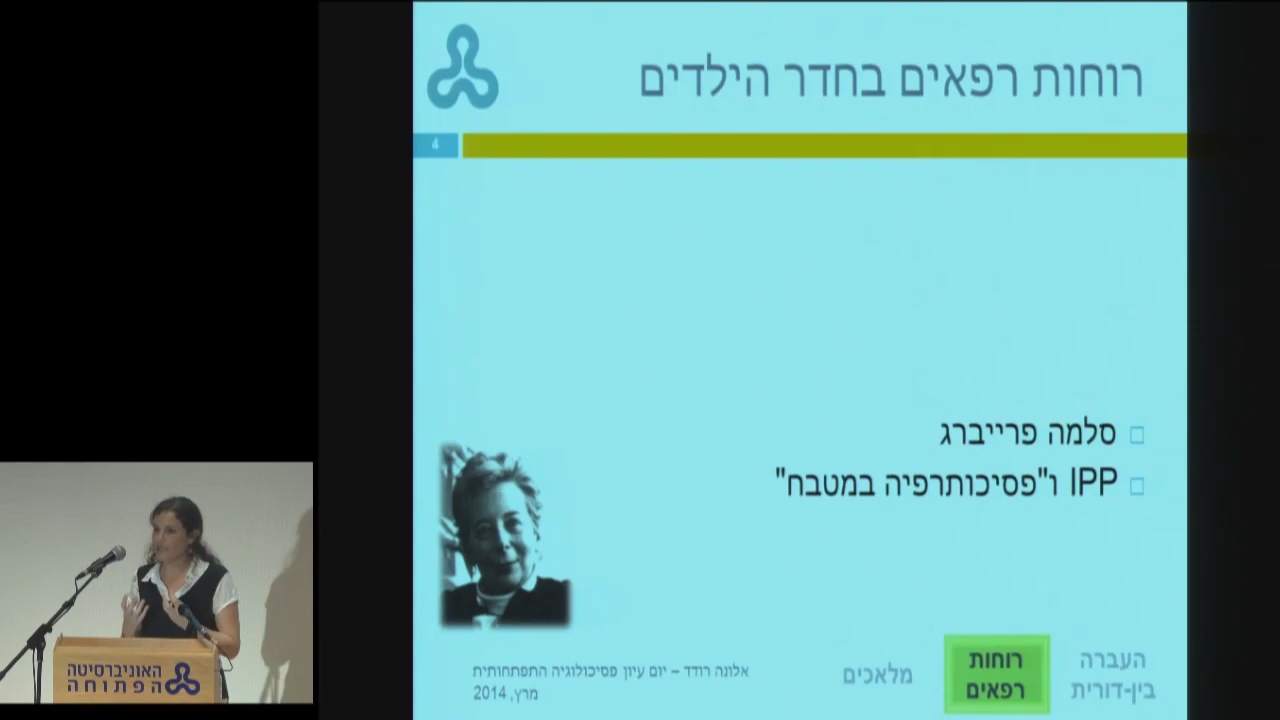 רוחות רפאים בחדר הילדים
4
סלמה פרייברג
IPP ו"פסיכותרפיה במטבח"
העברה
בין-דורית
רוחות
רפאים
מלאכים
אלונה רודד – יום עיון פסיכולוגיה התפתחותית
מרץ, 2014
האוניברסיטה
הפתוחה